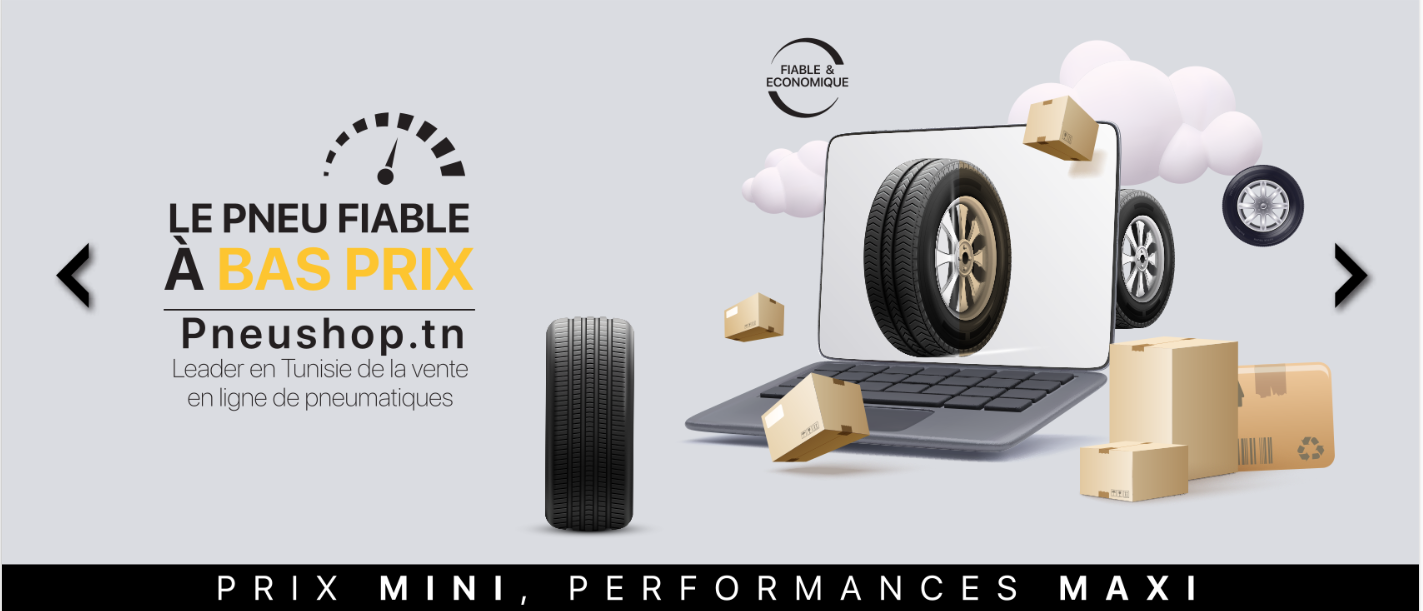 FIABLE &
ECONOMIQUE
LE PNEU FIABLE
À BAS PRIX
Pneushop.tn
Leader en Tunisie de la vente
en ligne de pneumatiques
PRIX MINI, PERFORMANCES MAXI